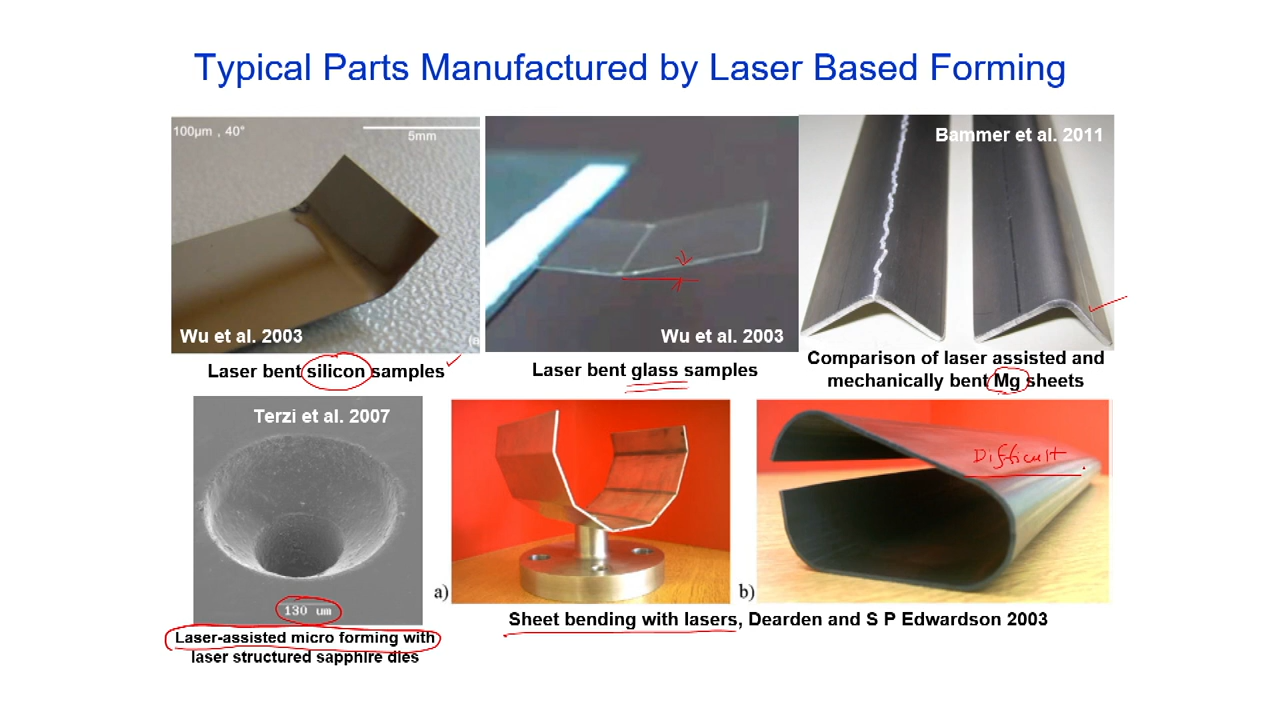 Typical Parts Manufactured by Laser Based Forming
100µm , 40°
5mm
Wu et al. 2003
Laser bent silicon samples
Wu et al. 2003
Laser bent glass samples
Bammer et al. 2011
Comparison of laser assisted and
mechanically bent Mg sheets
Terzi et al. 2007
130 um
Laser-assisted micro forming with
laser structured sapphire dies
a)
b)
Difficult
Sheet bending with lasers, Dearden and S P Edwardson 2003